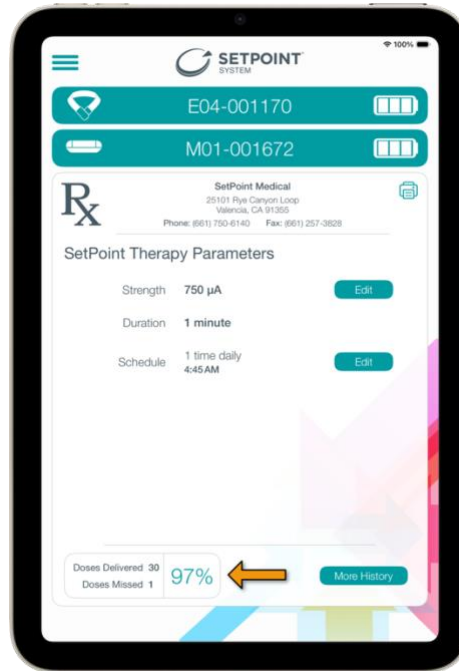 100%
SETPOINT
SYSTEM
E04-001170
M01-001672
Rx
SetPoint Medical
25101 Rye Canyon Loop
Valencia, CA 91355
Phone: (661) 750-6140 Fax: (661) 257-3828
SetPoint Therapy Parameters
Strength 750 µA Edit
Duration 1 minute
Schedule 1 time daily Edit
4:45 AM
Doses Delivered 30
Doses Missed 1
97%
More History